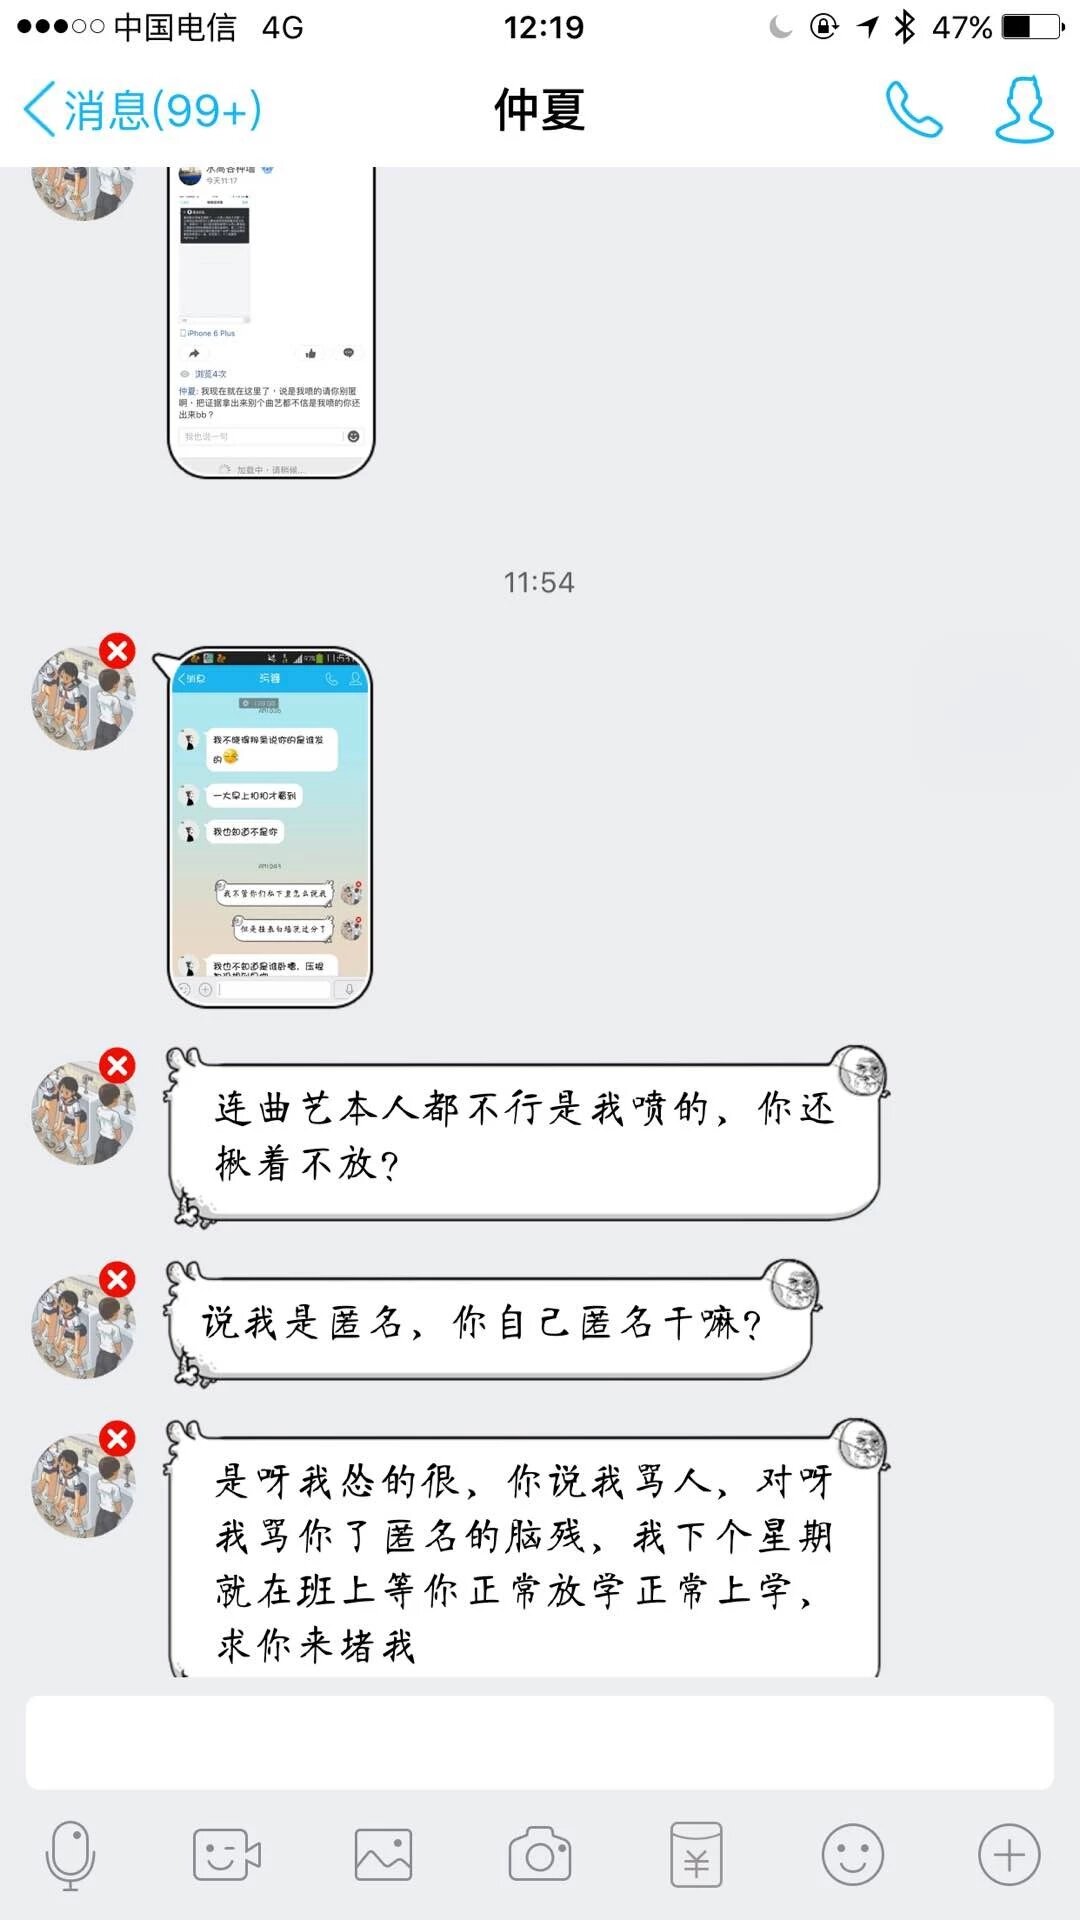 中国电信 4G 12:19 47%
消息(99+) 仲夏
今天11:17
iPhone 6 Plus
浏览4次
仲夏: 我现在就在这里了，说是我喷的请你别匿
啊，把证据拿出来别个曲艺都不信是我喷的你还
出来bb？
我也说一句
加载中，请稍候...
11:54
消息
我不晓得辩策说你的是谁发
的
一大早上扣扣才看到
我也知道不是你
我不管你们私下里怎么说我
但是挂表白墙就过分了
我也不知道是谁卧槽，压根
连曲艺本人都不行是我喷的，你还
揪着不放?
说我是匿名，你自己匿名干嘛?
是呀我怂的很，你说我骂人，对呀
我骂你了匿名的脑残，我下个星期
就在班上等你正常放学正常上学，
求你来堵我